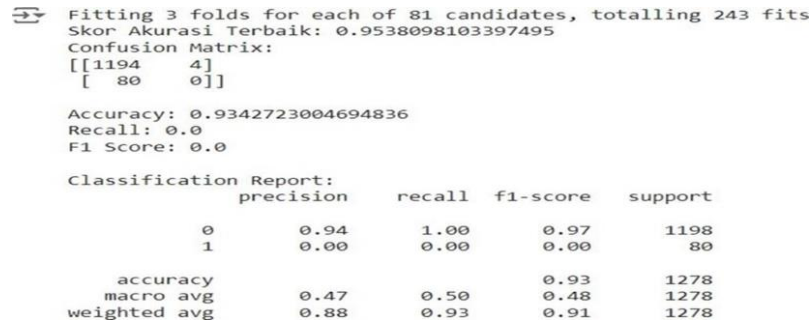 Fitting 3 folds for each of 81 candidates, totalling 243 fits
Skor Akurasi Terbaik: 0.9538098103397495
Confusion Matrix:
[[1194 4]
[ 80 0]]
Accuracy: 0.9342723004694836
Recall: 0.0
F1 Score: 0.0
Classification Report:
precision recall f1-score support
0 0.94 1.00 0.97 1198
1 0.00 0.00 0.00 80
accuracy 0.93 1278
macro avg 0.47 0.50 0.48 1278
weighted avg 0.88 0.93 0.91 1278